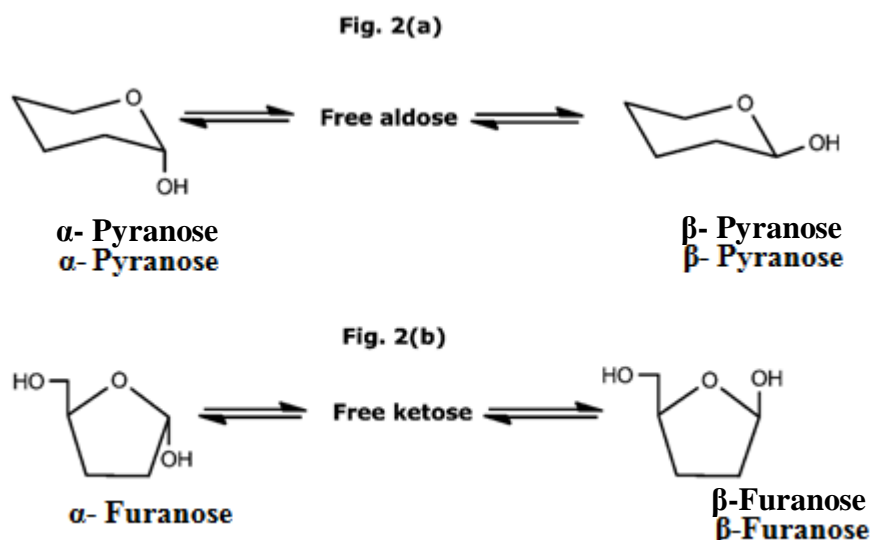 Fig. 2(a)
O
Free aldose
O
OH
OH
α- Pyranose
α- Pyranose
β- Pyranose
β- Pyranose
Fig. 2(b)
HO
O
Free ketose
HO
O
OH
OH
α- Furanose
β-Furanose
β-Furanose